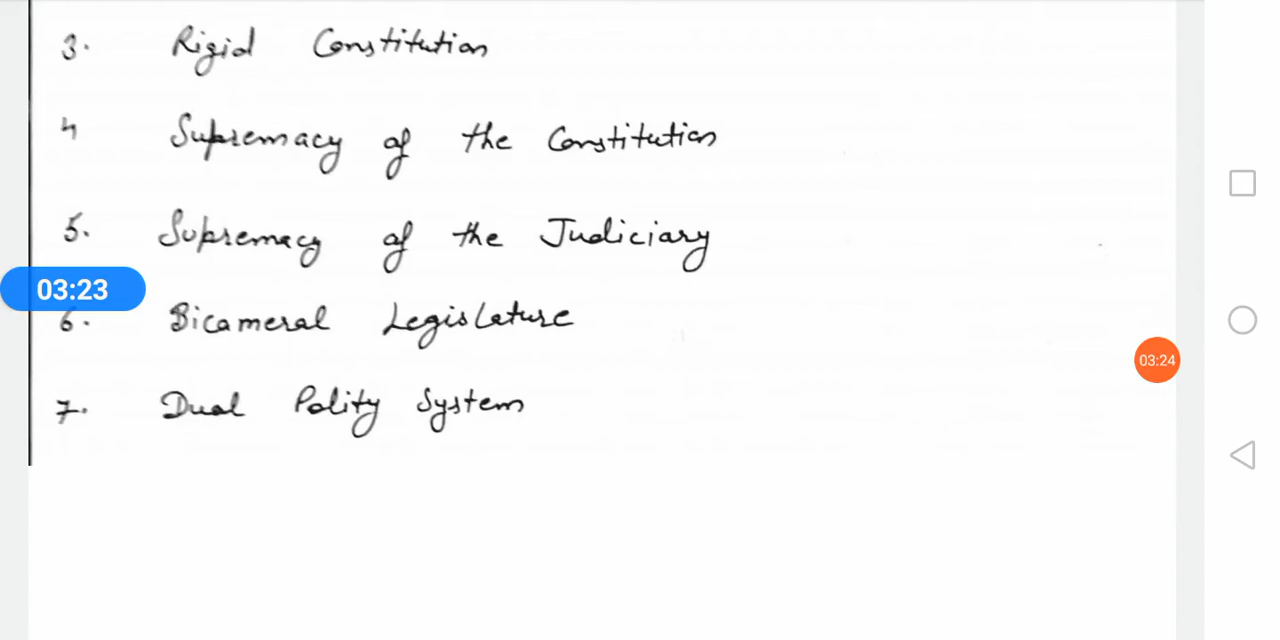 3. Rigid Constitution
4 Supremacy of the Constitution
5. Supremacy of the Judiciary
03:23
6. Bicameral Legislature
03:24
7. Dual Polity System